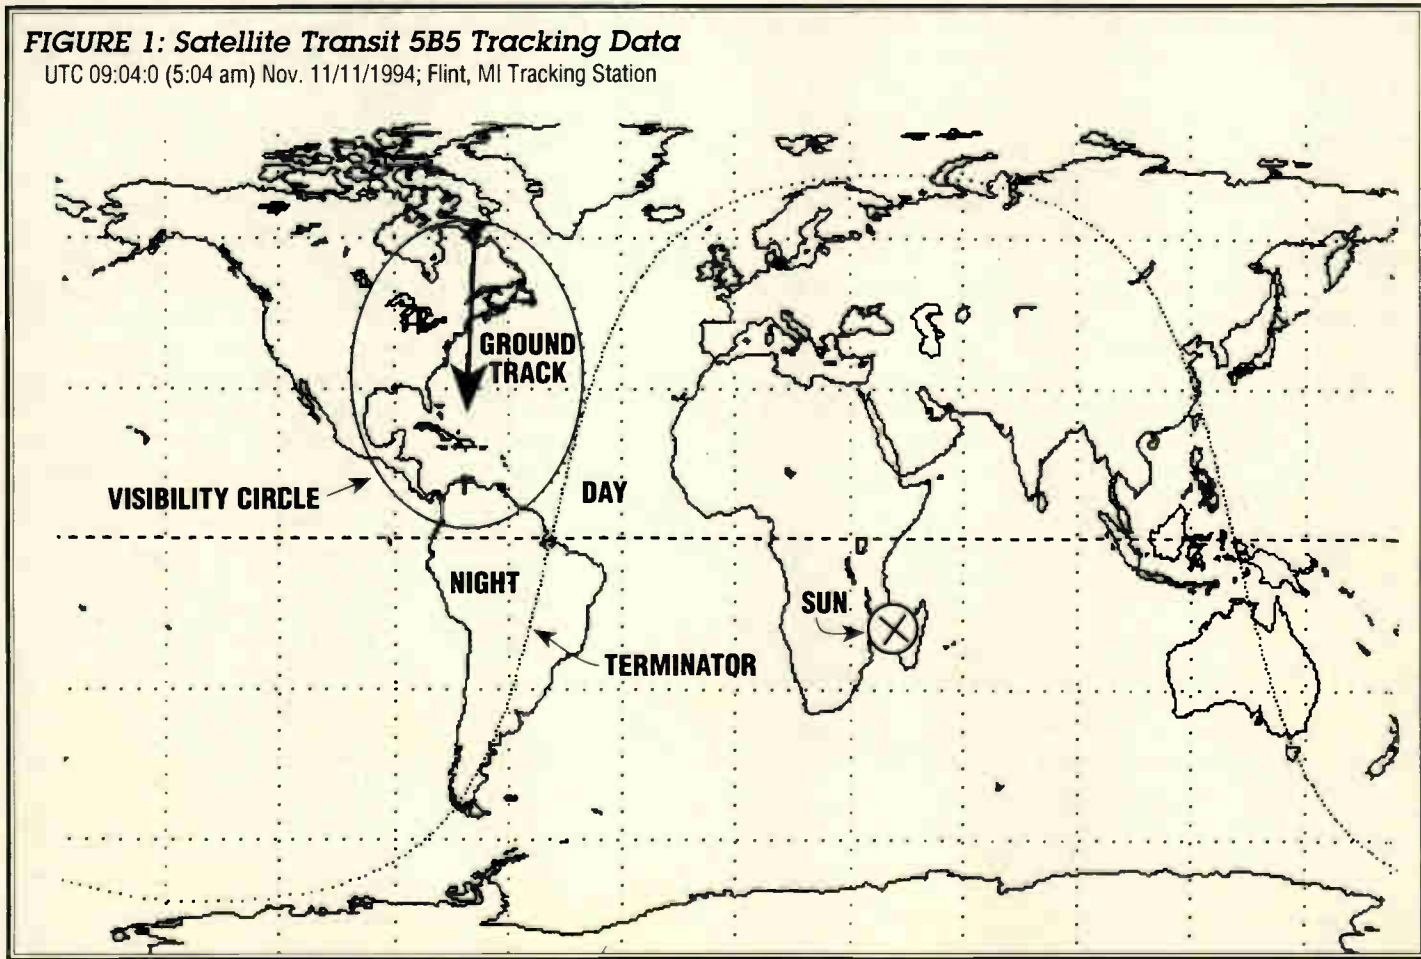 FIGURE 1: Satellite Transit 5B5 Tracking Data
UTC 09:04:0 (5:04 am) Nov. 11/11/1994; Flint, MI Tracking Station
GROUND
TRACK
VISIBILITY CIRCLE
DAY
NIGHT
SUN
TERMINATOR